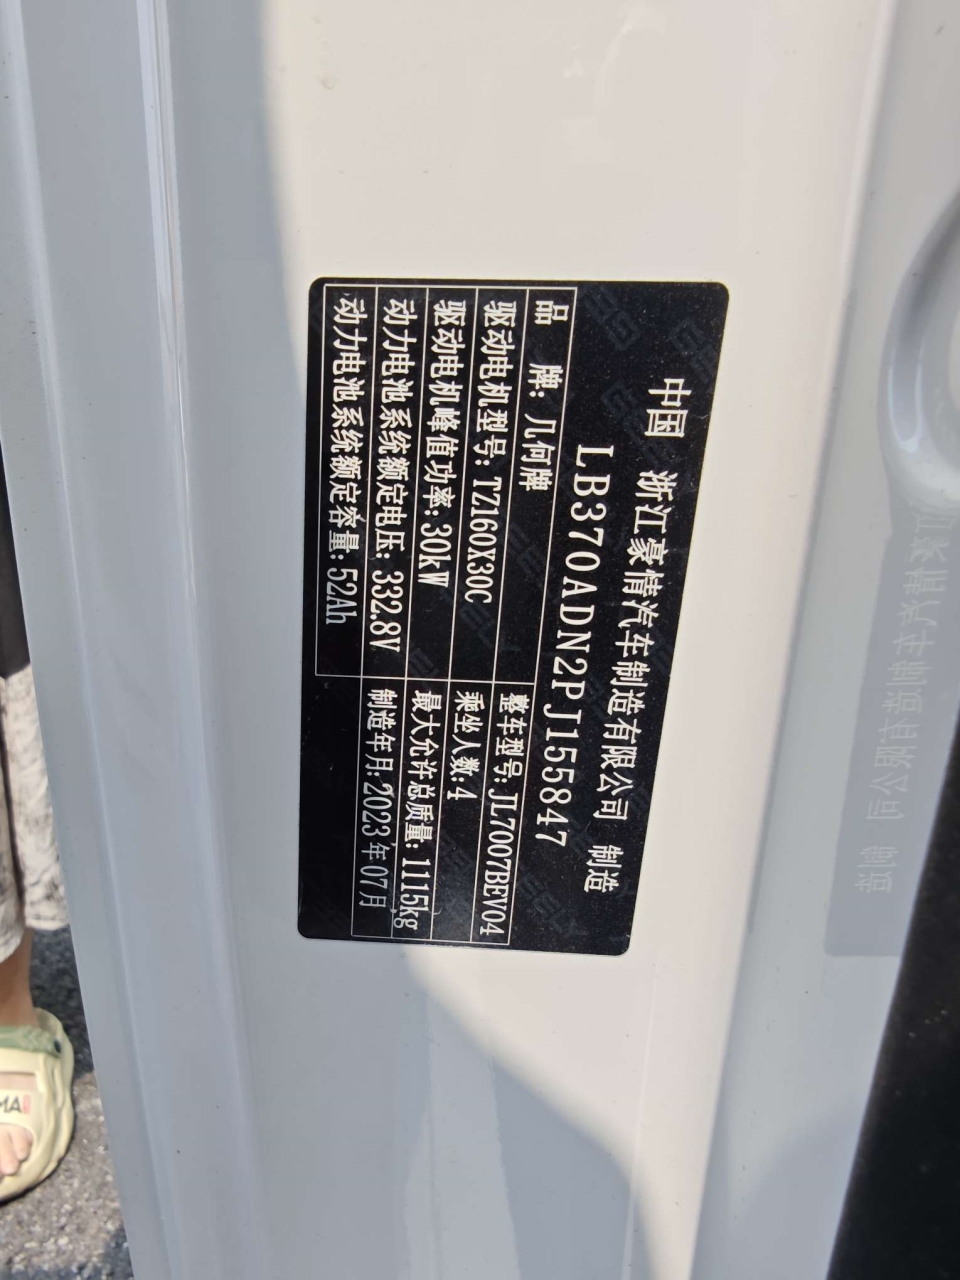 中国 浙江豪情汽车制造有限公司 制造
LB370ADN2PJ155847
品 牌: 几何牌
驱动电机型号: TZ160X30C 整车型号: JL7007BEV04
驱动电机峰值功率: 30kW 乘坐人数: 4
动力电池系统额定电压: 332.8V 最大允许总质量: 1115kg
动力电池系统额定容量: 52Ah 制造年月: 2023年07月